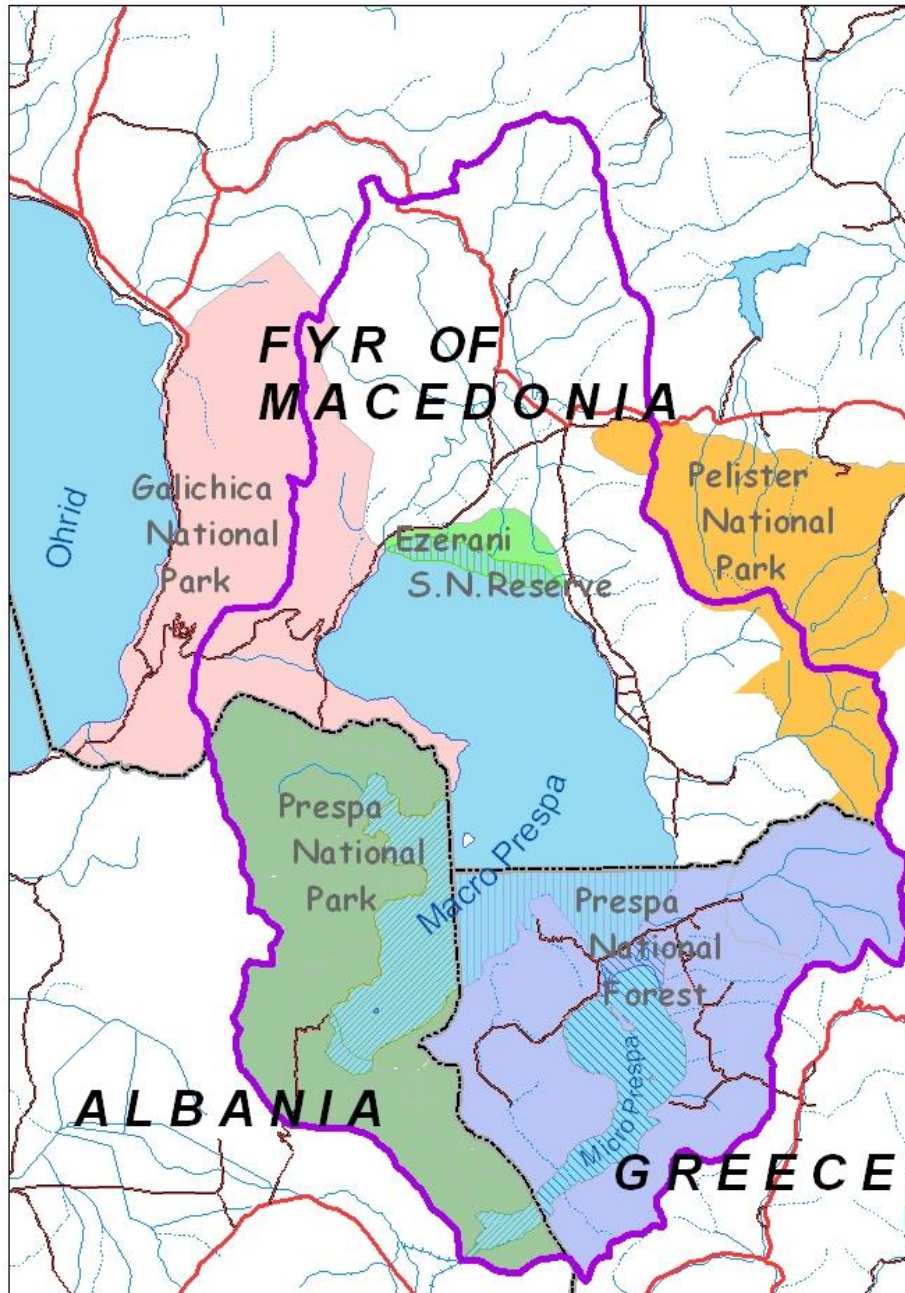 FYR OF
MACEDONIA
Galichica
National
Park
Pelister
National
Park
Ohrid
Ezerani
S.N.Reserve
Prespa
National
Park
Macro Prespa
Prespa
National
Forest
Micro Prespa
ALBANIA
GREECE